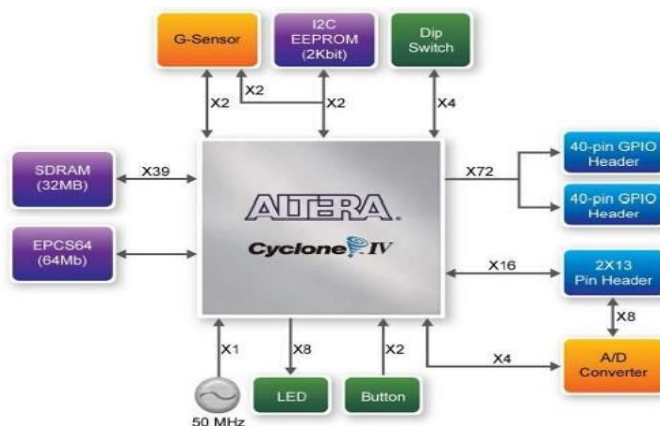 G-Sensor
I2C
EEPROM
(2Kbit)
Dip
Switch
X2
X2
X2
X4
SDRAM
(32MB)
X39
X72
40-pin GPIO
Header
40-pin GPIO
Header
ALTERA.
Cyclone IV
EPCS64
(64Mb)
X16
2X13
Pin Header
X8
X1
X8
X2
X4
A/D
Converter
50 MHz
LED
Button